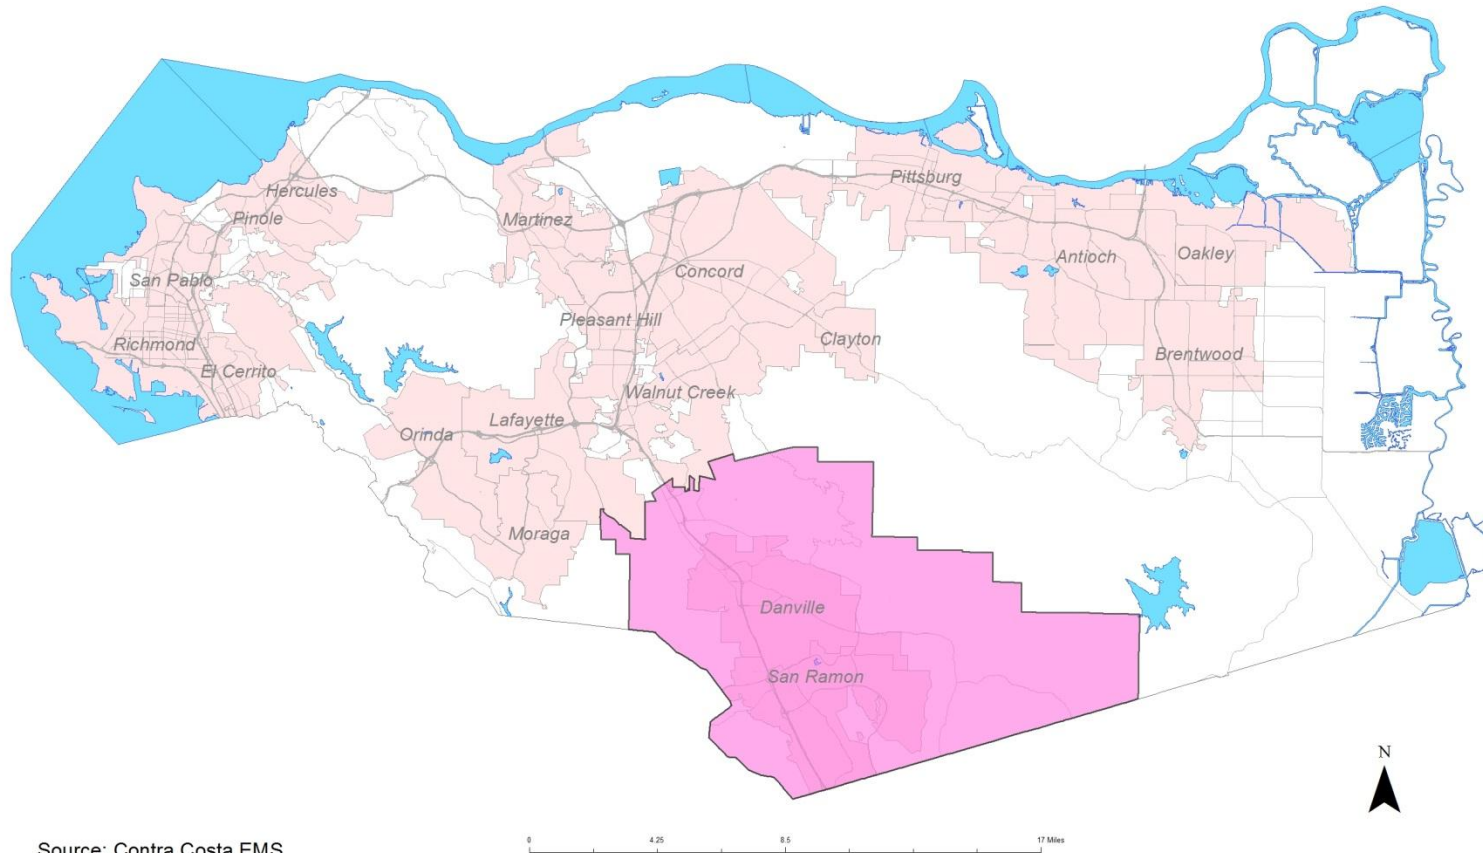 Hercules
Pinole
San Pablo
Richmond
El Cerrito
Martinez
Concord
Pleasant Hill
Clayton
Walnut Creek
Lafayette
Orinda
Moraga
Pittsburg
Antioch
Oakley
Brentwood
Danville
San Ramon
N
0 4.25 8.5 17 Miles
Source: Contra Costa EMS